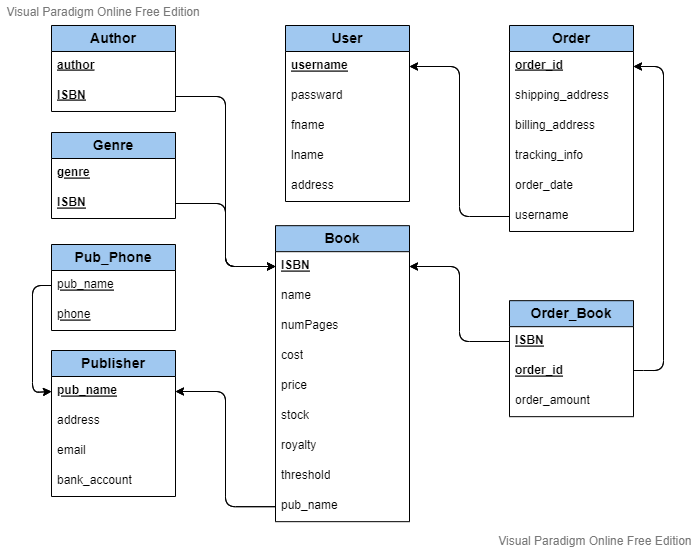 Visual Paradigm Online Free Edition
Author
author
ISBN
Genre
genre
ISBN
Pub_Phone
pub_name
phone
Publisher
pub_name
address
email
bank_account
User
username
passward
fname
lname
address
Book
ISBN
name
numPages
cost
price
stock
royalty
threshold
pub_name
Order
order_id
shipping_address
billing_address
tracking_info
order_date
username
Order_Book
ISBN
order_id
order_amount
Visual Paradigm Online Free Edition